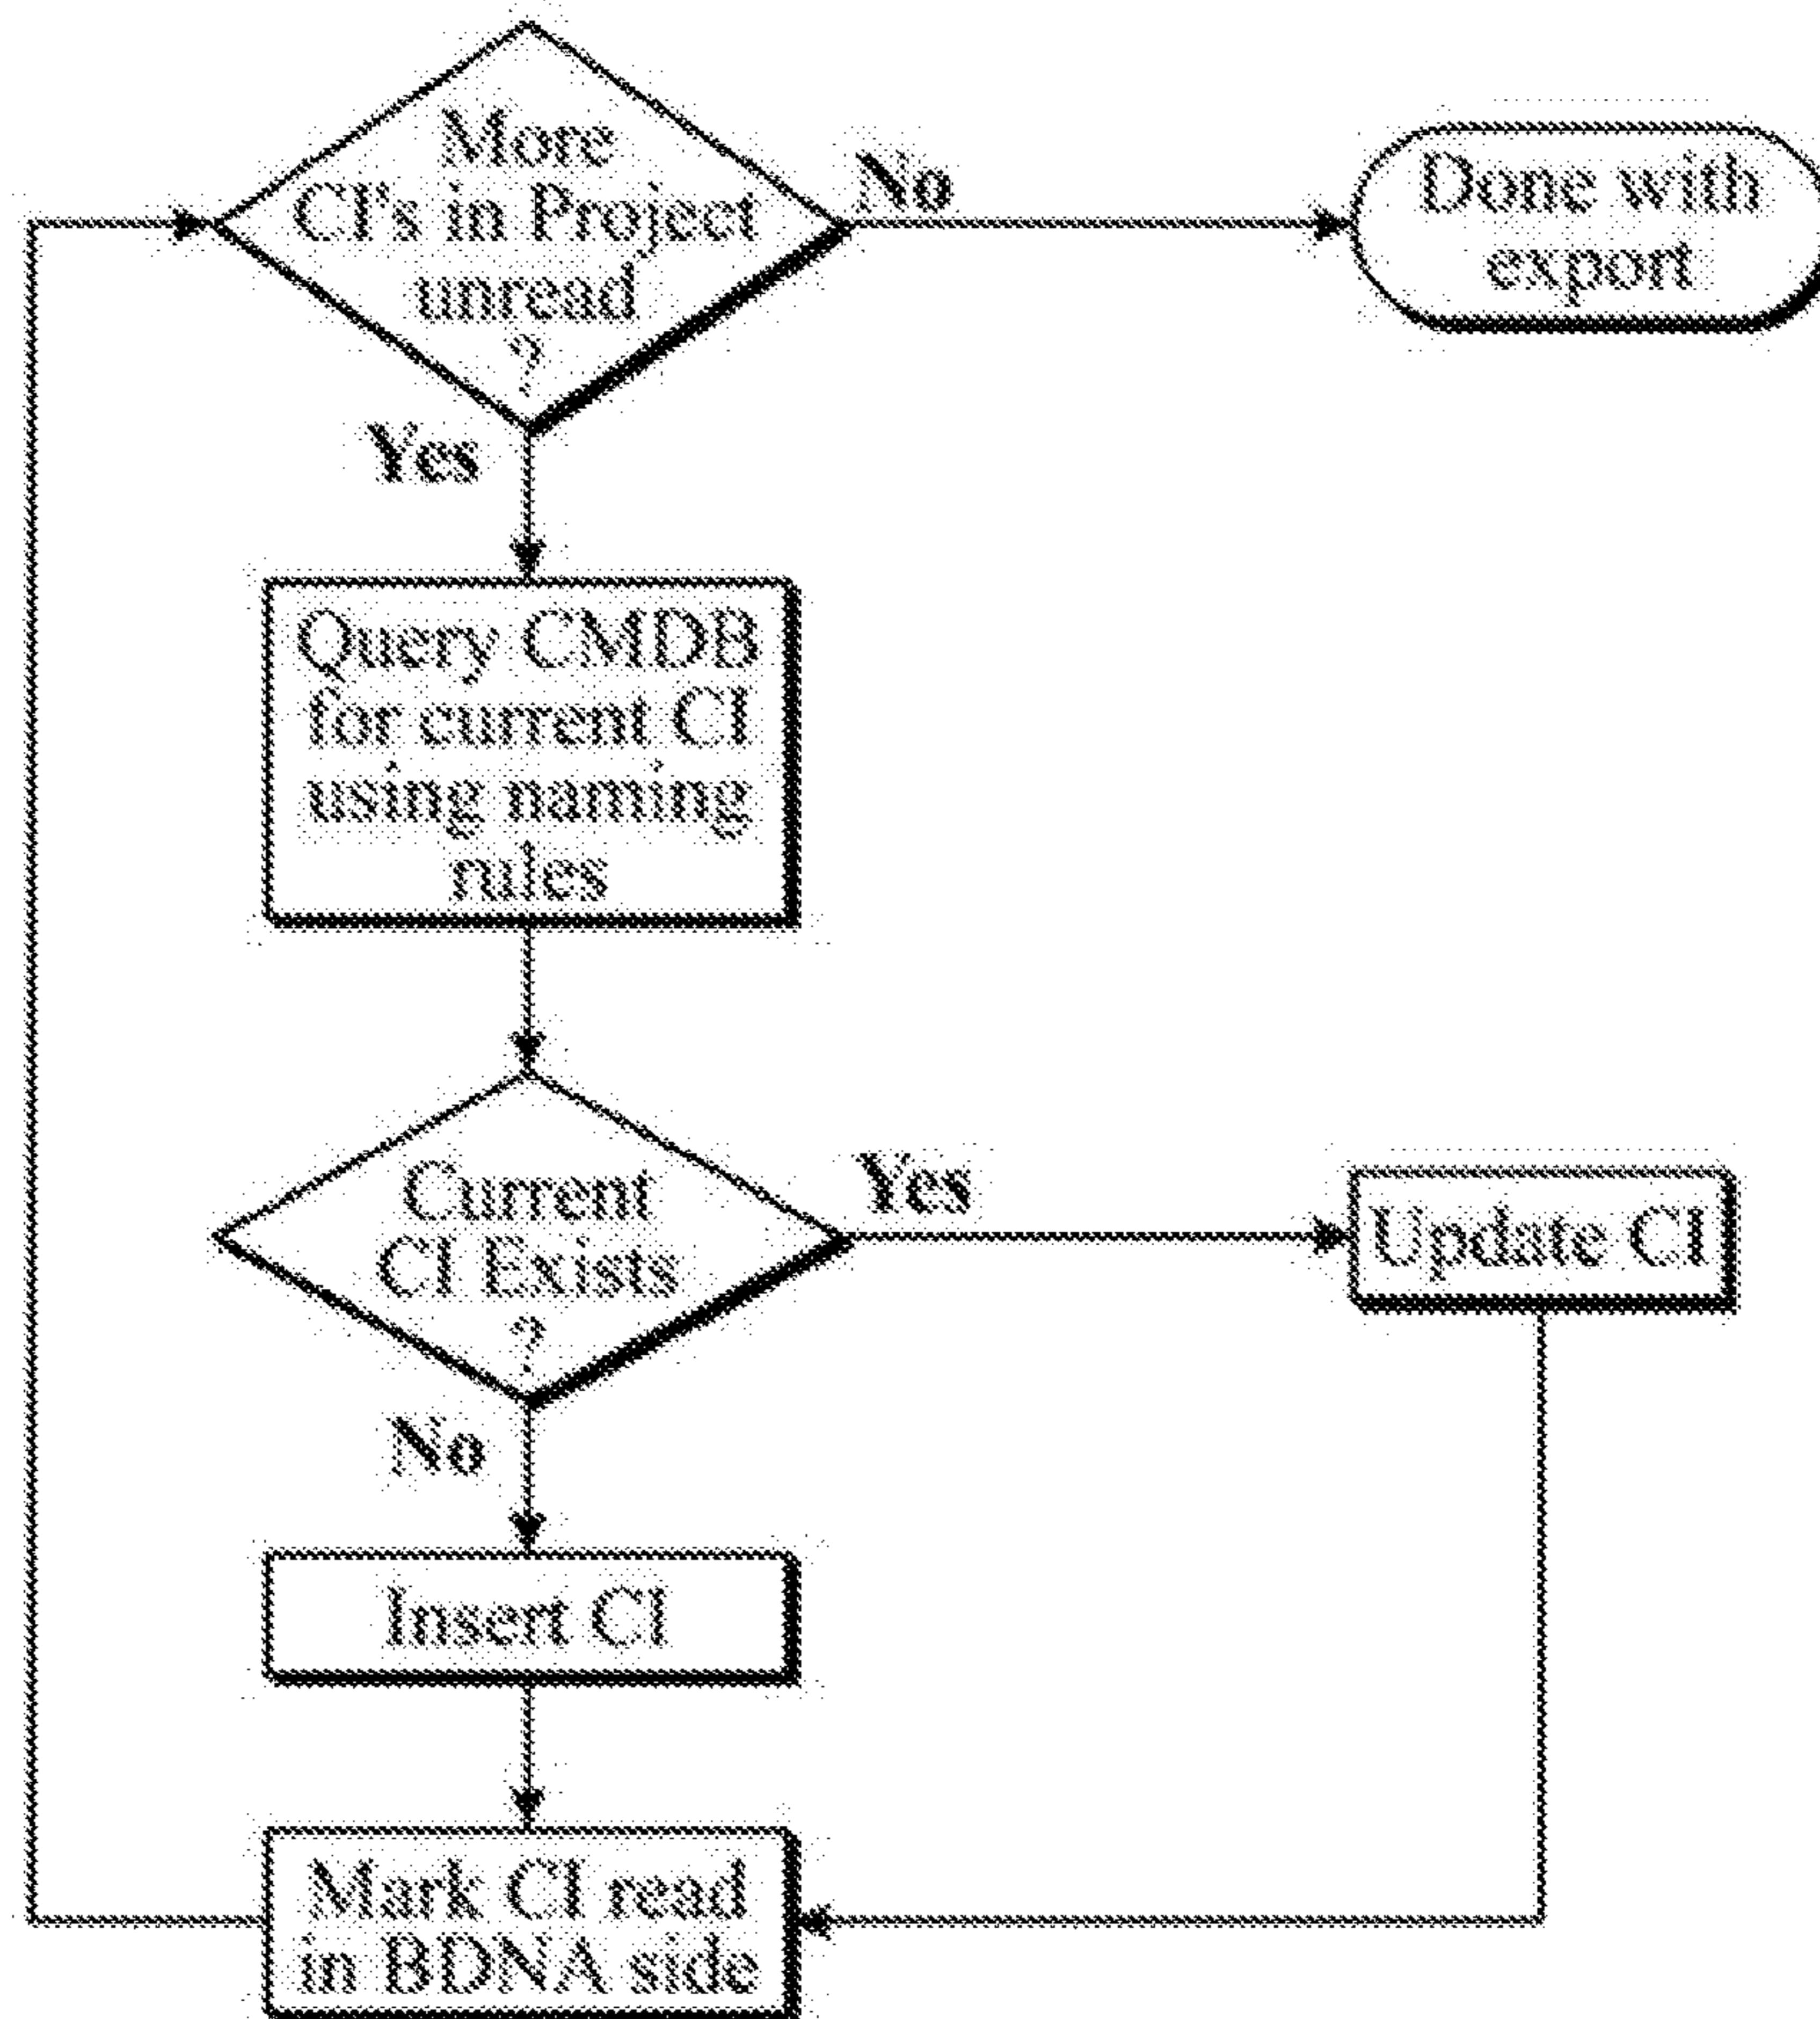 More
CI's in Project
unread
?
No
Done with
export
Yes
Query CMDB
for current CI
using naming
rules
Current
CI Exists
?
Yes
Update CI
No
Insert CI
Mark CI read
in BDNA side